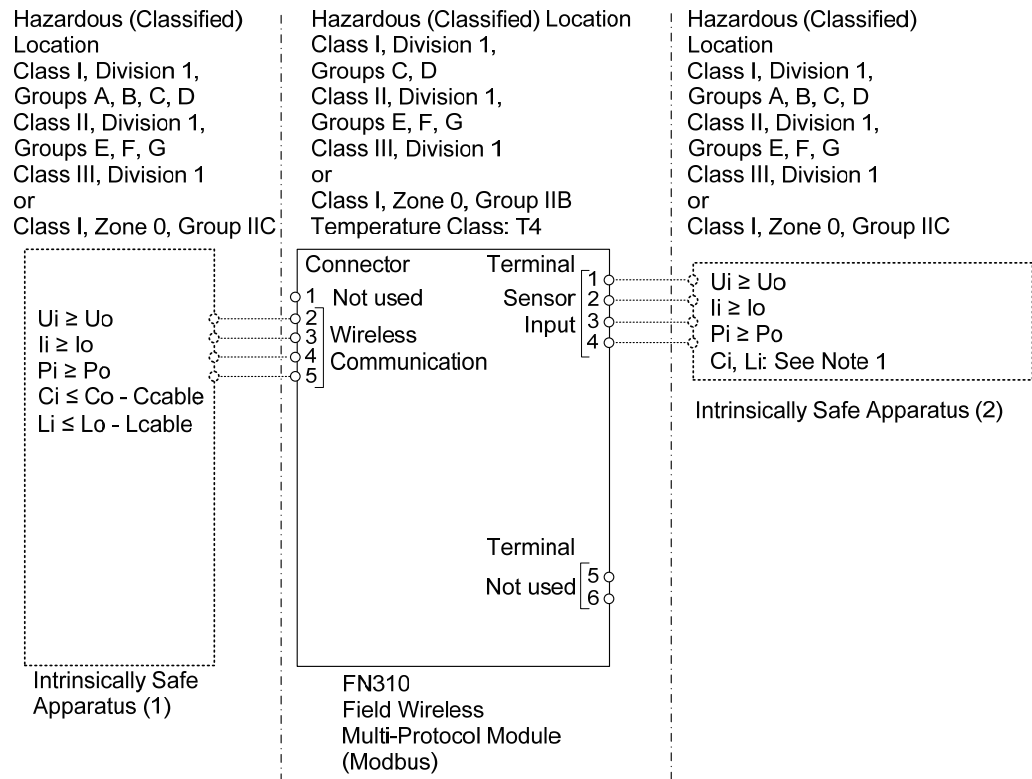 Hazardous (Classified)
Location
Class I, Division 1,
Groups A, B, C, D
Class II, Division 1,
Groups E, F, G
Class III, Division 1
or
Class I, Zone 0, Group IIC
Hazardous (Classified) Location
Class I, Division 1,
Groups C, D
Class II, Division 1,
Groups E, F, G
Class III, Division 1
or
Class I, Zone 0, Group IIB
Temperature Class: T4
Hazardous (Classified)
Location
Class I, Division 1,
Groups A, B, C, D
Class II, Division 1,
Groups E, F, G
Class III, Division 1
or
Class I, Zone 0, Group IIC
Ui ≥ Uo
Ii ≥ Io
Pi ≥ Po
Ci ≤ Co - Ccable
Li ≤ Lo - Lcable
Intrinsically Safe
Apparatus (1)
Connector
1 Not used
2
3 Wireless
4 Communication
5
Terminal
1
Sensor 2
Input 3
4
Terminal
Not used 5
6
FN310
Field Wireless
Multi-Protocol Module
(Modbus)
Ui ≥ Uo
Ii ≥ Io
Pi ≥ Po
Ci, Li: See Note 1
Intrinsically Safe Apparatus (2)